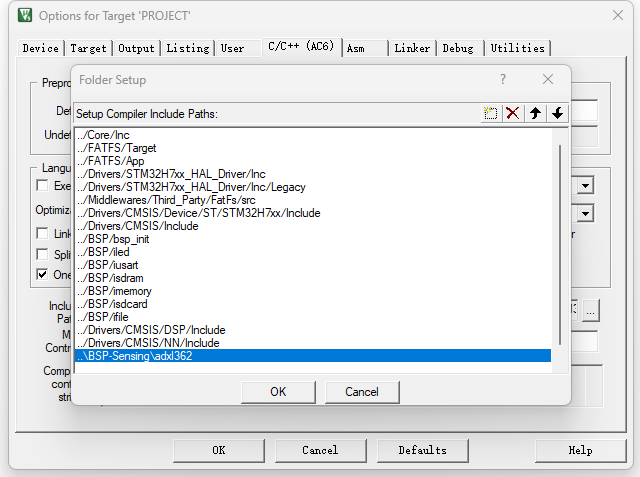 Options for Target 'PROJECT'
Device Target Output Listing User C/C++ (AC6) Asm Linker Debug Utilities
Folder Setup
?
Setup Compiler Include Paths:
../Core/Inc
../FATFS/Target
../FATFS/App
../Drivers/STM32H7xx_HAL_Driver/Inc
../Drivers/STM32H7xx_HAL_Driver/Inc/Legacy
../Middlewares/Third_Party/FatFs/src
../Drivers/CMSIS/Device/ST/STM32H7xx/Include
../Drivers/CMSIS/Include
../BSP/bsp_init
../BSP/iled
../BSP/iusart
../BSP/isdram
../BSP/imemory
../BSP/isdcard
../BSP/ifile
../Drivers/CMSIS/DSP/Include
../Drivers/CMSIS/NN/Include
..\BSP-Sensing\adxl362
OK Cancel
Prepro
Def
Undef
Langu
Exe
Optimiza
Link
Split
One
Inclu
Pat
M
Contr
Comp
cont
stri
...
OK Cancel Defaults Help